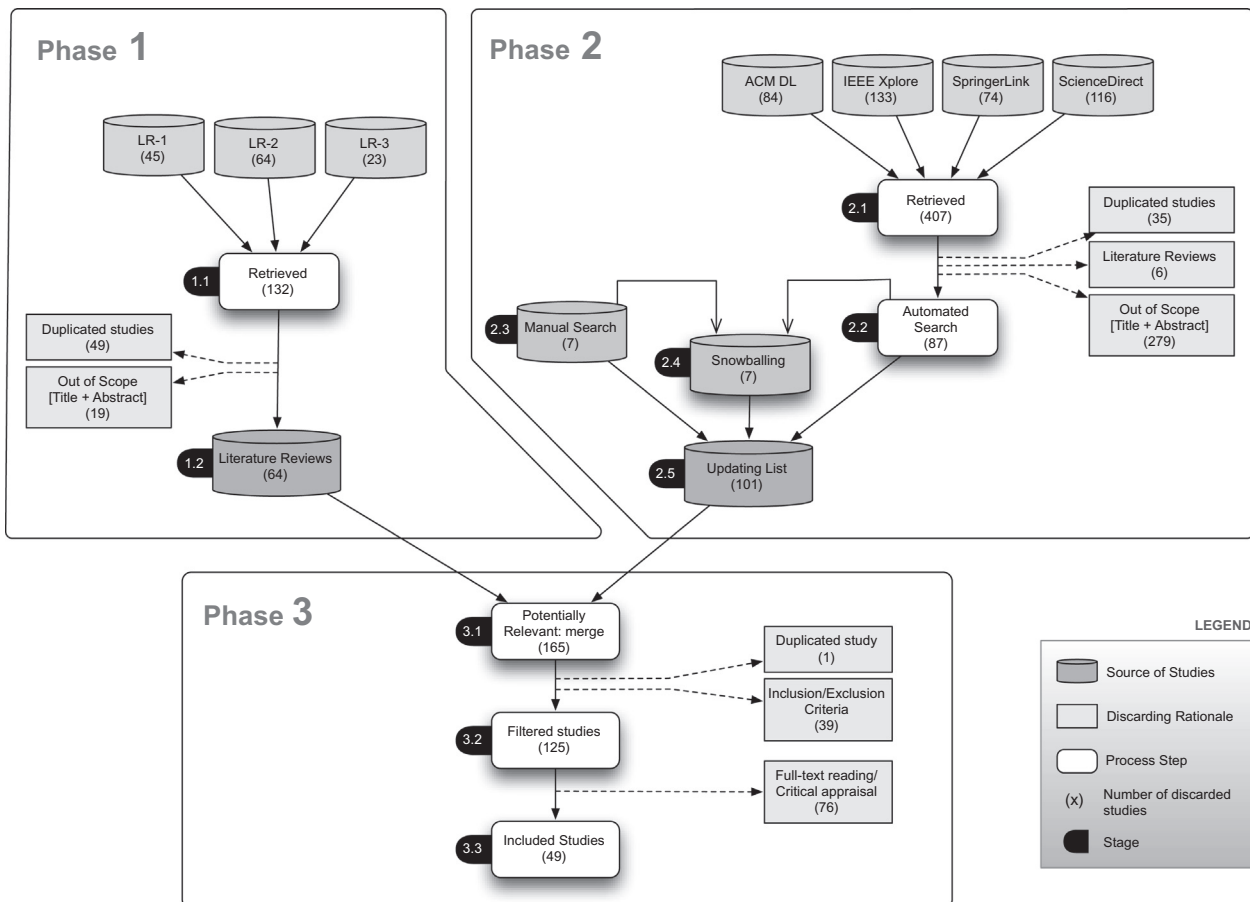 Phase 1
LR-1
(45)
LR-2
(64)
LR-3
(23)
1.1
Retrieved
(132)
Duplicated studies
(49)
Out of Scope
[Title + Abstract]
(19)
1.2
Literature Reviews
(64)
Phase 2
ACM DL
(84)
IEEE Xplore
(133)
SpringerLink
(74)
ScienceDirect
(116)
2.1
Retrieved
(407)
Duplicated studies
(35)
Literature Reviews
(6)
Out of Scope
[Title + Abstract]
(279)
2.2
Automated
Search
(87)
2.3
Manual Search
(7)
2.4
Snowballing
(7)
2.5
Updating List
(101)
Phase 3
3.1
Potentially
Relevant: merge
(165)
Duplicated study
(1)
Inclusion/Exclusion
Criteria
(39)
3.2
Filtered studies
(125)
Full-text reading/
Critical appraisal
(76)
3.3
Included Studies
(49)
LEGEND
Source of Studies
Discarding Rationale
Process Step
(x)
Number of discarded
studies
Stage